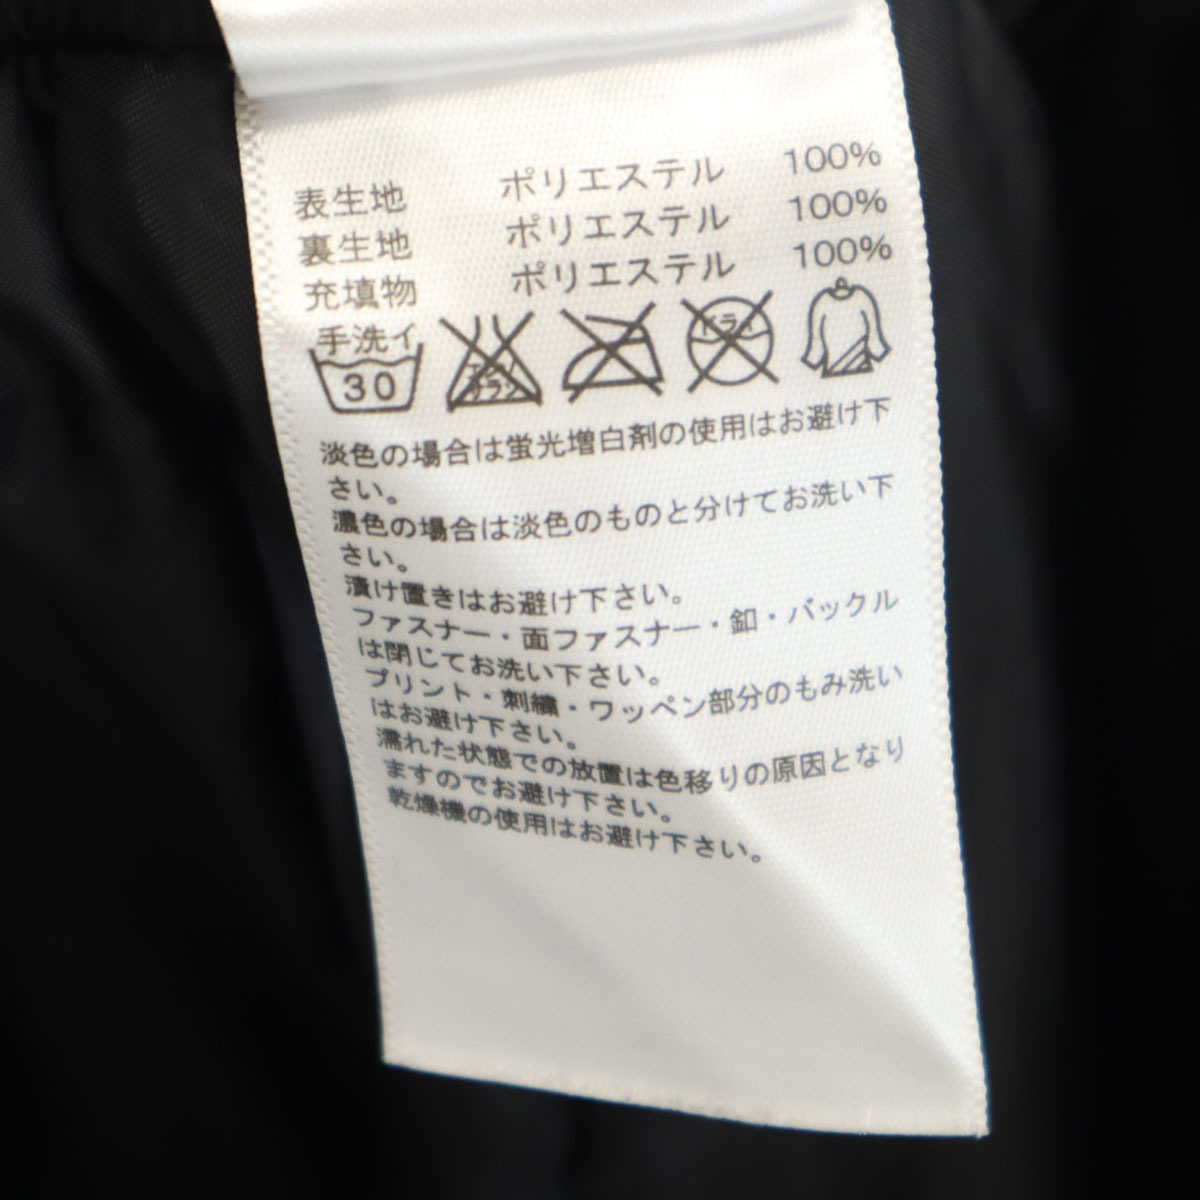 表生地 ポリエステル 100%
裏生地 ポリエステル 100%
充填物 ポリエステル 100%
手洗イ
30
エンソ
サラシ
ドライ
淡色の場合は蛍光増白剤の使用はお避け下
さい。
濃色の場合は淡色のものと分けてお洗い下
さい。
漬け置きはお避け下さい。
ファスナー・面ファスナー・釦・バックル
は閉じてお洗い下さい。
プリント・刺繍・ワッペン部分のもみ洗い
はお避け下さい。
濡れた状態での放置は色移りの原因となり
ますのでお避け下さい。
乾燥機の使用はお避け下さい。